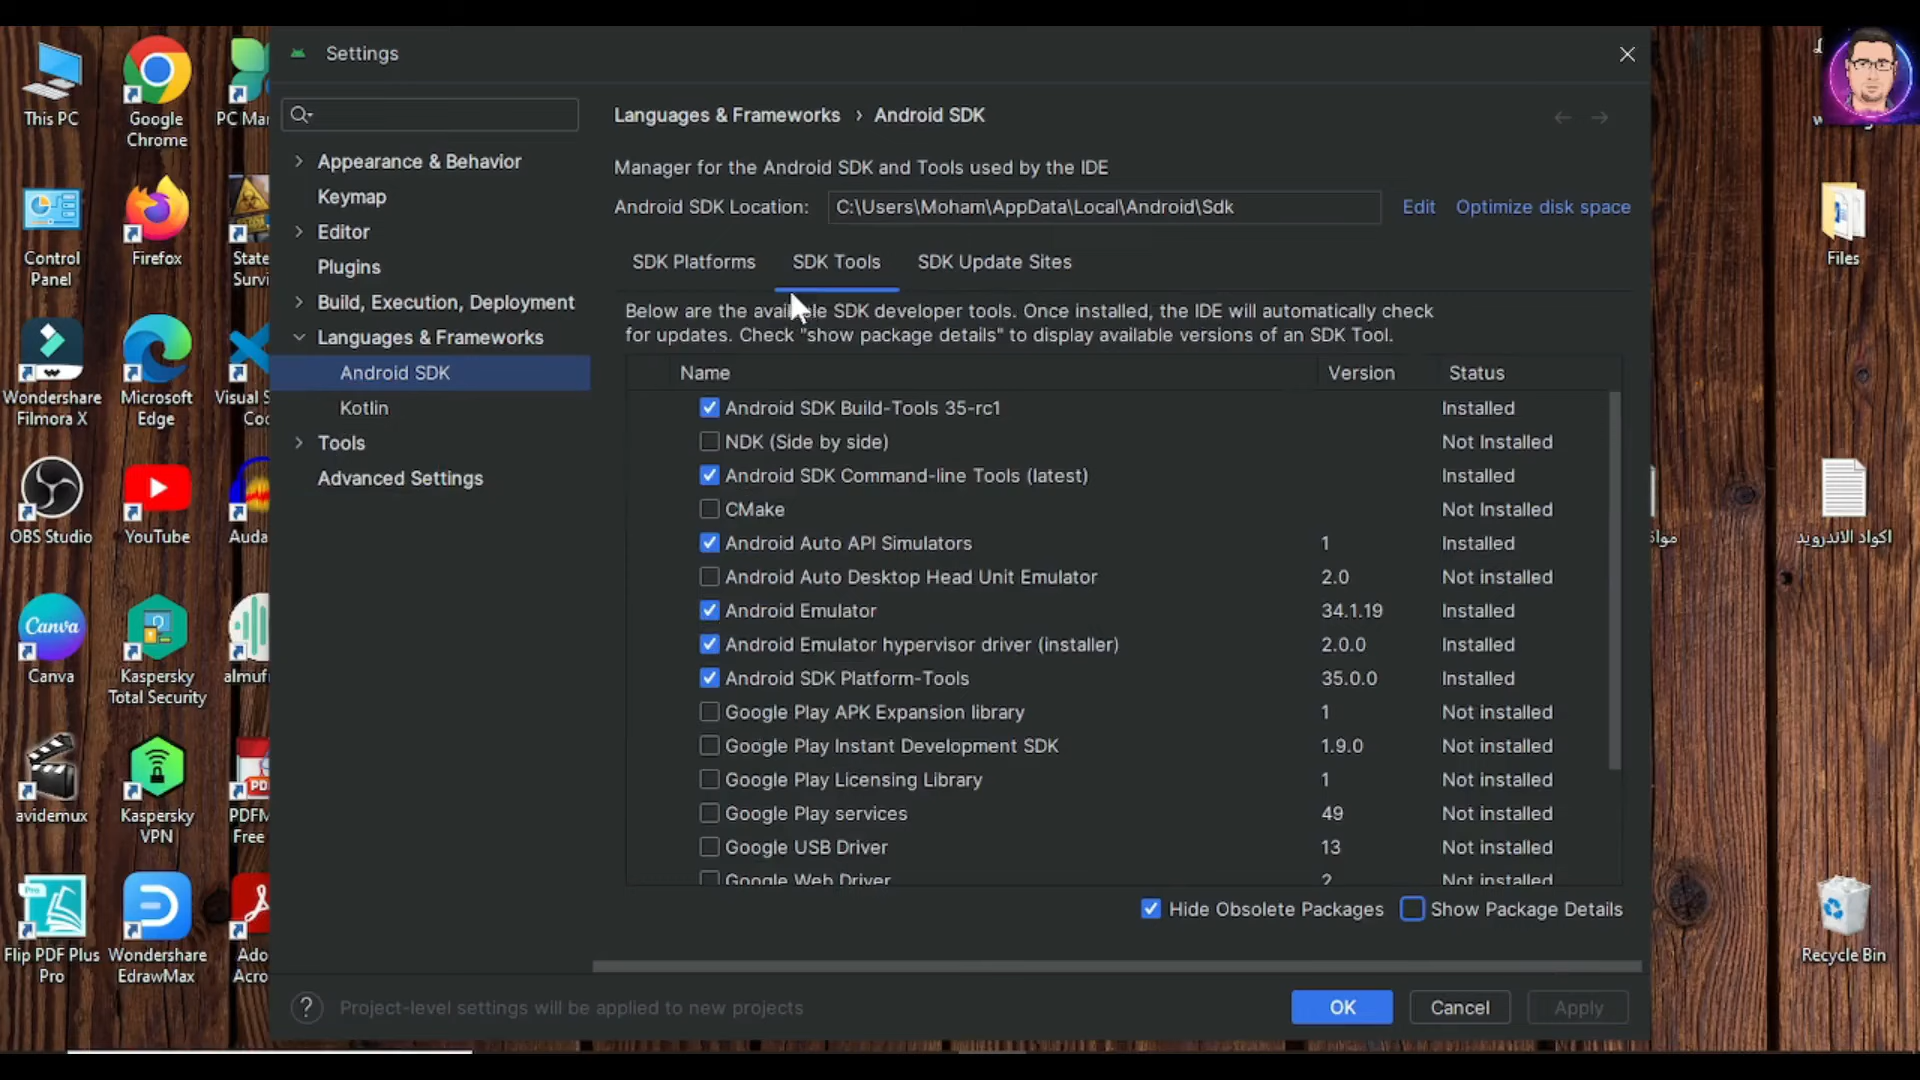 Settings
Languages & Frameworks › Android SDK
Appearance & Behavior
Keymap
Editor
Plugins
Build, Execution, Deployment
Languages & Frameworks
Android SDK
Kotlin
Tools
Advanced Settings
Manager for the Android SDK and Tools used by the IDE
Android SDK Location: C:\Users\Moham\AppData\Local\Android\Sdk Edit Optimize disk space
SDK Platforms SDK Tools SDK Update Sites
Below are the available SDK developer tools. Once installed, the IDE will automatically check
for updates. Check "show package details" to display available versions of an SDK Tool.
Name Version Status
Android SDK Build-Tools 35-rc1 Installed
NDK (Side by side) Not Installed
Android SDK Command-line Tools (latest) Installed
CMake Not Installed
Android Auto API Simulators 1 Installed
Android Auto Desktop Head Unit Emulator 2.0 Not installed
Android Emulator 34.1.19 Installed
Android Emulator hypervisor driver (installer) 2.0.0 Installed
Android SDK Platform-Tools 35.0.0 Installed
Google Play APK Expansion library 1 Not installed
Google Play Instant Development SDK 1.9.0 Not installed
Google Play Licensing Library 1 Not installed
Google Play services 49 Not installed
Google USB Driver 13 Not installed
Google Web Driver 2 Not installed
Hide Obsolete Packages Show Package Details
? Project-level settings will be applied to new projects
OK Cancel Apply
This PC
Google
Chrome
PC Mar
Control
Panel
Firefox
State
Survi
Wondershare
Filmora X
Microsoft
Edge
Visual S
Coc
OBS Studio
YouTube
Auda
Canva
Canva
Kaspersky
Total Security
almuf
avidemux
Kaspersky
VPN
PDFM
Free
Flip PDF Plus
Pro
Wondershare
EdrawMax
Ado
Acro
Files
اكواد الاندرويد
Recycle Bin